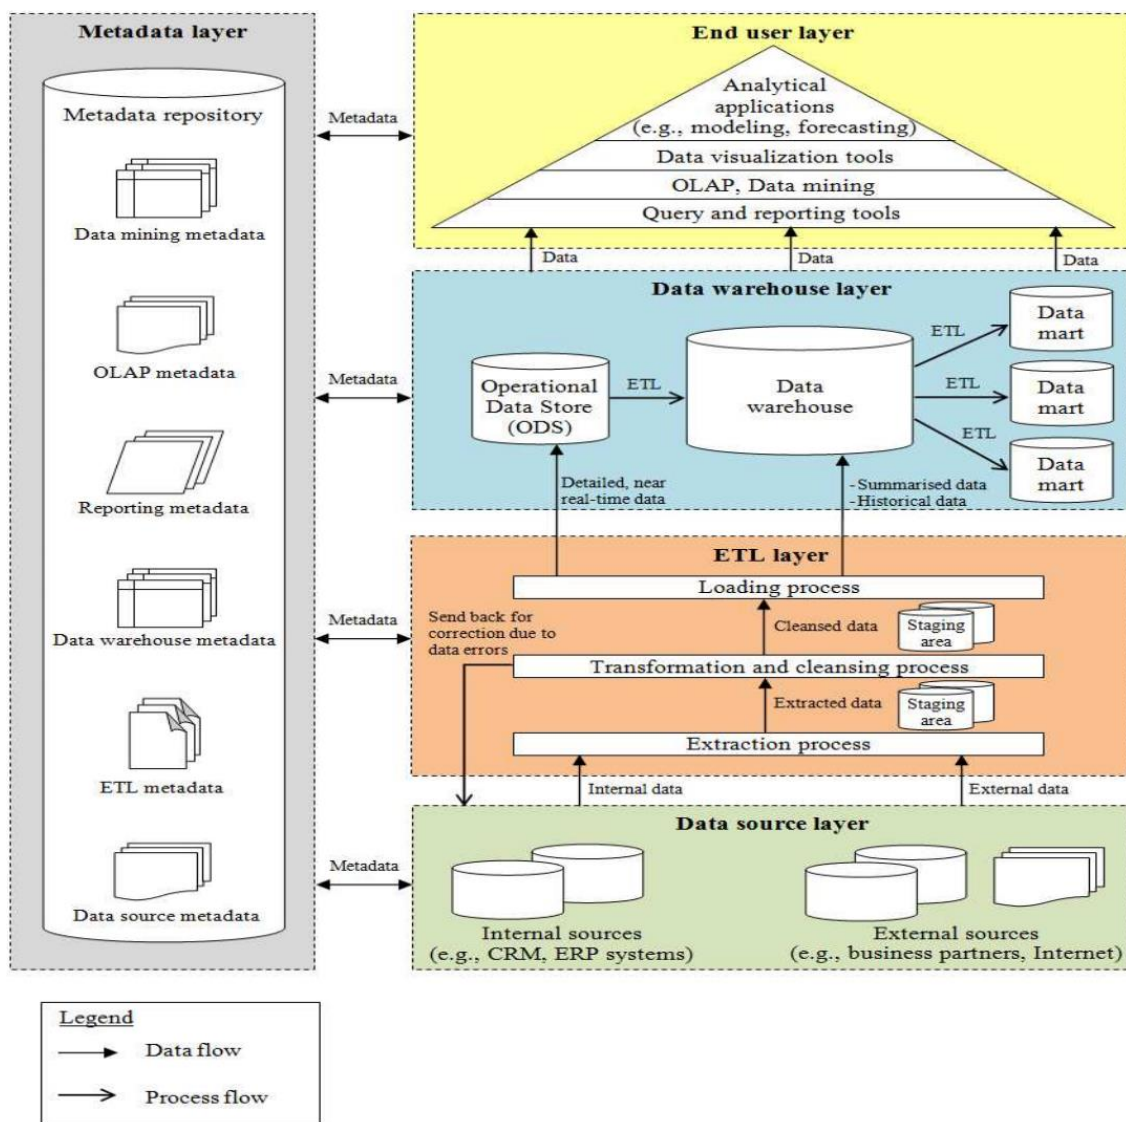 Metadata layer
Metadata repository
Data mining metadata
OLAP metadata
Reporting metadata
Data warehouse metadata
ETL metadata
Data source metadata
Metadata
Metadata
Metadata
Metadata
End user layer
Analytical
applications
(e.g., modeling, forecasting)
Data visualization tools
OLAP, Data mining
Query and reporting tools
Data
Data
Data
Data warehouse layer
Operational
Data Store
(ODS)
ETL
Data
warehouse
ETL
ETL
ETL
Data
mart
Data
mart
Data
mart
Detailed, near
real-time data
-Summarised data
-Historical data
ETL layer
Loading process
Send back for
correction due to
data errors
Cleansed data
Staging
area
Transformation and cleansing process
Extracted data
Staging
area
Extraction process
Internal data
External data
Data source layer
Internal sources
(e.g., CRM, ERP systems)
External sources
(e.g., business partners, Internet)
Legend
Data flow
Process flow